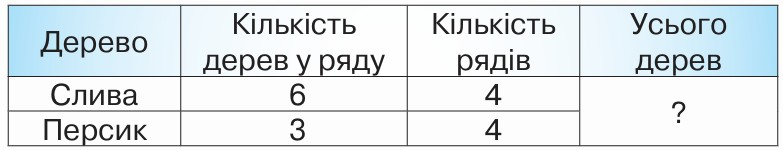 Дерево
Кількість
дерев у ряду
Кількість
рядів
Усього
дерев
Слива 6 4
?
Персик 3 4